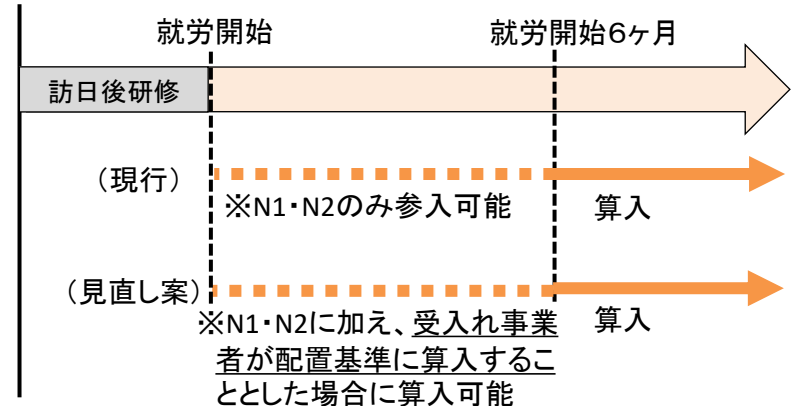 就労開始 就労開始6ヶ月
訪日後研修
（現行）
※N1・N2のみ参入可能 算入
（見直し案）
※N1・N2に加え、受入れ事業 算入
者が配置基準に算入するこ
ととした場合に算入可能